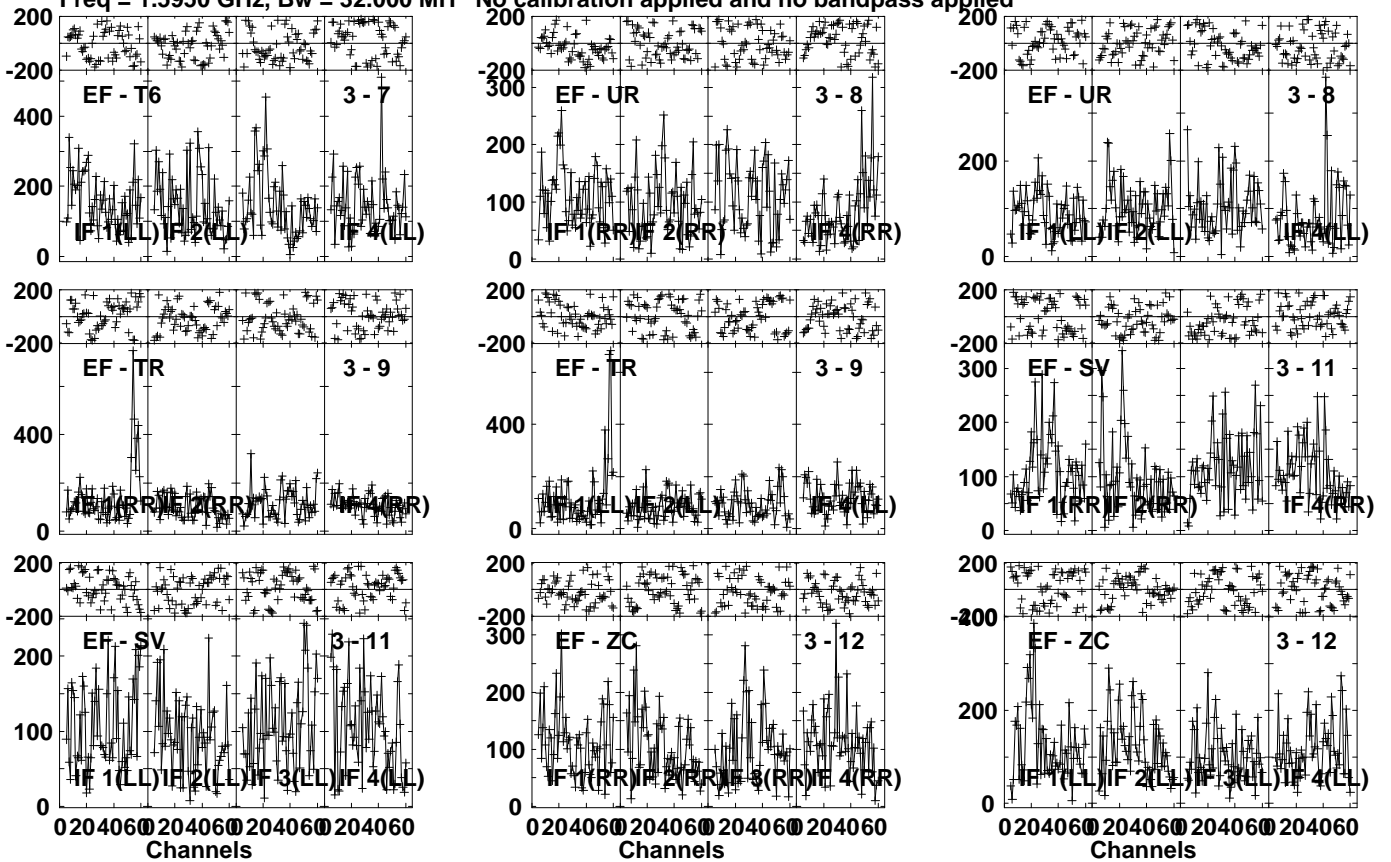 Freq = 1.5950 GHz, Bw = 32.000 MH No calibration applied and no bandpass applied
200
-200
EF - T6
3 - 7
400
200
0
IF 1(LL)
IF 2(LL)
IF 4(LL)
200
-200
300
EF - UR
3 - 8
200
100
0
IF 1(RR)
IF 2(RR)
IF 4(RR)
200
-200
EF - UR
3 - 8
200
0
IF 1(LL)
IF 2(LL)
IF 4(LL)
200
-200
EF - TR
3 - 9
400
0
IF 1(RR)
IF 2(RR)
IF 4(RR)
200
-200
EF - TR
3 - 9
400
0
IF 1(LL)
IF 2(LL)
IF 4(LL)
200
-200
300
EF - SV
3 - 11
200
100
0
IF 1(RR)
IF 2(RR)
IF 4(RR)
200
-200
EF - SV
3 - 11
200
100
0
IF 1(LL)
IF 2(LL)
IF 3(LL)
IF 4(LL)
0 20 40 60 0 20 40 60 0 20 40 60 0 20 40 60
Channels
200
-200
300
EF - ZC
3 - 12
200
100
0
IF 1(RR)
IF 2(RR)
IF 3(RR)
IF 4(RR)
0 20 40 60 0 20 40 60 0 20 40 60 0 20 40 60
Channels
200
-200
400
EF - ZC
3 - 12
200
0
IF 1(LL)
IF 2(LL)
IF 3(LL)
IF 4(LL)
0 20 40 60 0 20 40 60 0 20 40 60 0 20 40 60
Channels